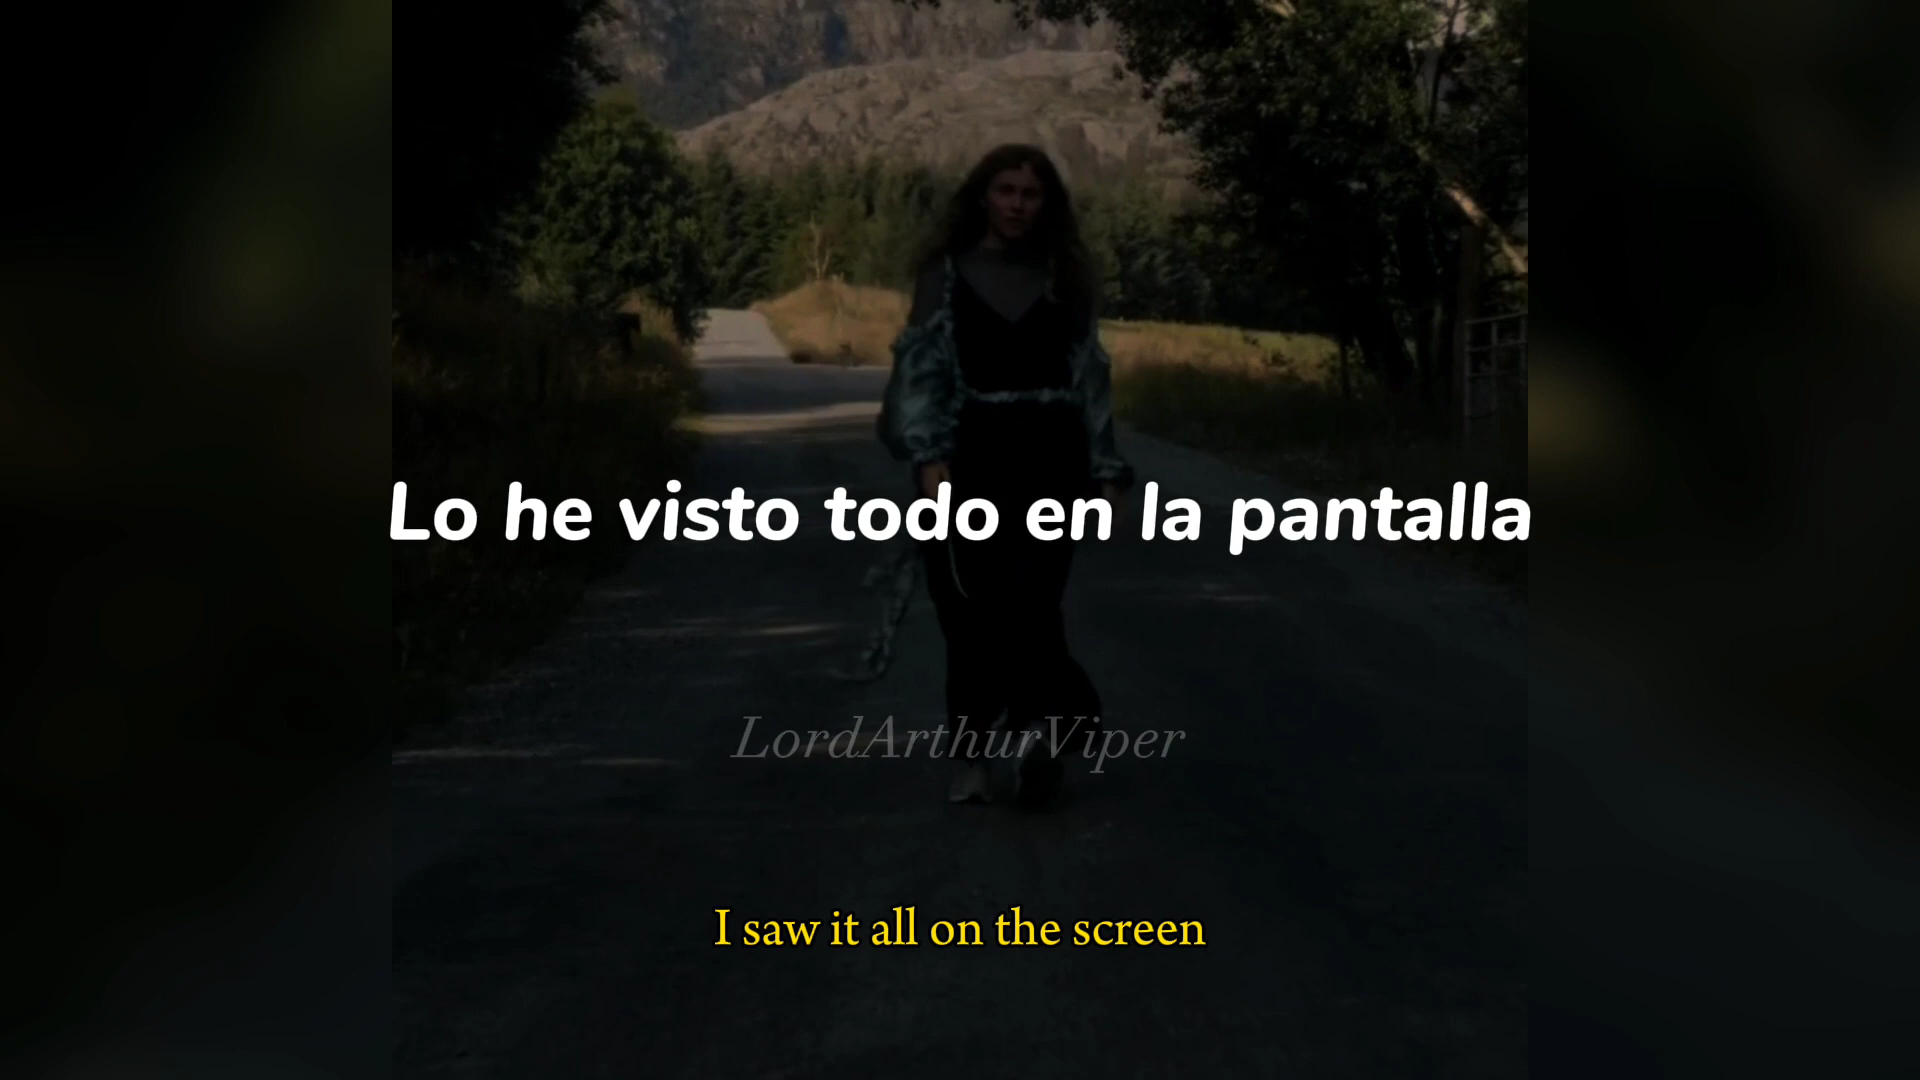 Lo he visto todo en la pantalla
LordArthurViper
I saw it all on the screen